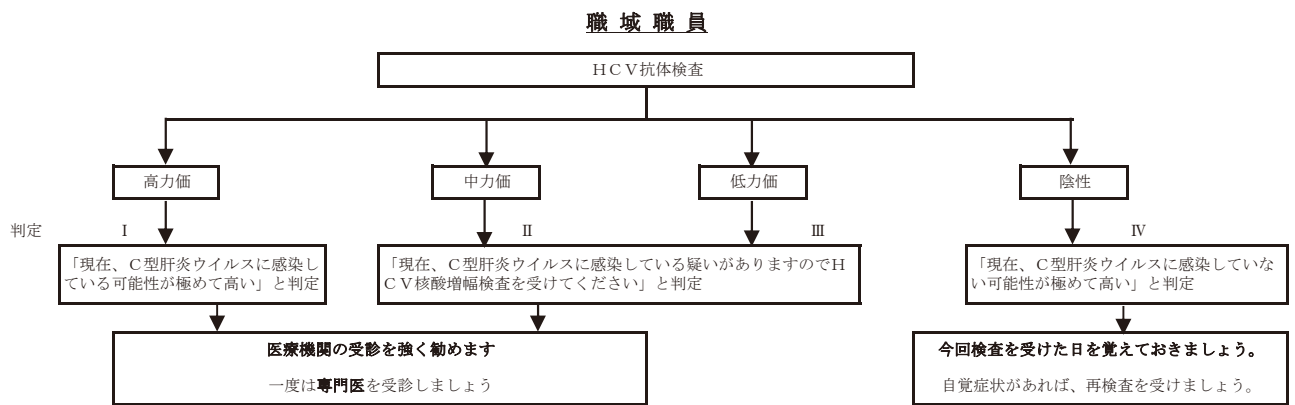 職域職員
HCV抗体検査
高力価
中力価
低力価
陰性
判定
Ⅰ
Ⅱ
Ⅲ
Ⅳ
「現在、C型肝炎ウイルスに感染し
ている可能性が極めて高い」と判定
「現在、C型肝炎ウイルスに感染している疑いがありますのでH
CV核酸増幅検査を受けてください」と判定
「現在、C型肝炎ウイルスに感染していな
い可能性が極めて高い」と判定
医療機関の受診を強く勧めます
一度は専門医を受診しましょう
今回検査を受けた日を覚えておきましょう。
自覚症状があれば、再検査を受けましょう。